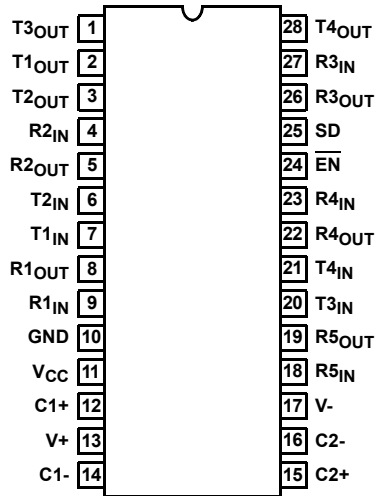 T3OUT 1 28 T4OUT
T1OUT 2 27 R3IN
T2OUT 3 26 R3OUT
R2IN 4 25 SD
R2OUT 5 24 E̅N̅
T2IN 6 23 R4IN
T1IN 7 22 R4OUT
R1OUT 8 21 T4IN
R1IN 9 20 T3IN
GND 10 19 R5OUT
VCC 11 18 R5IN
C1+ 12 17 V-
V+ 13 16 C2-
C1- 14 15 C2+